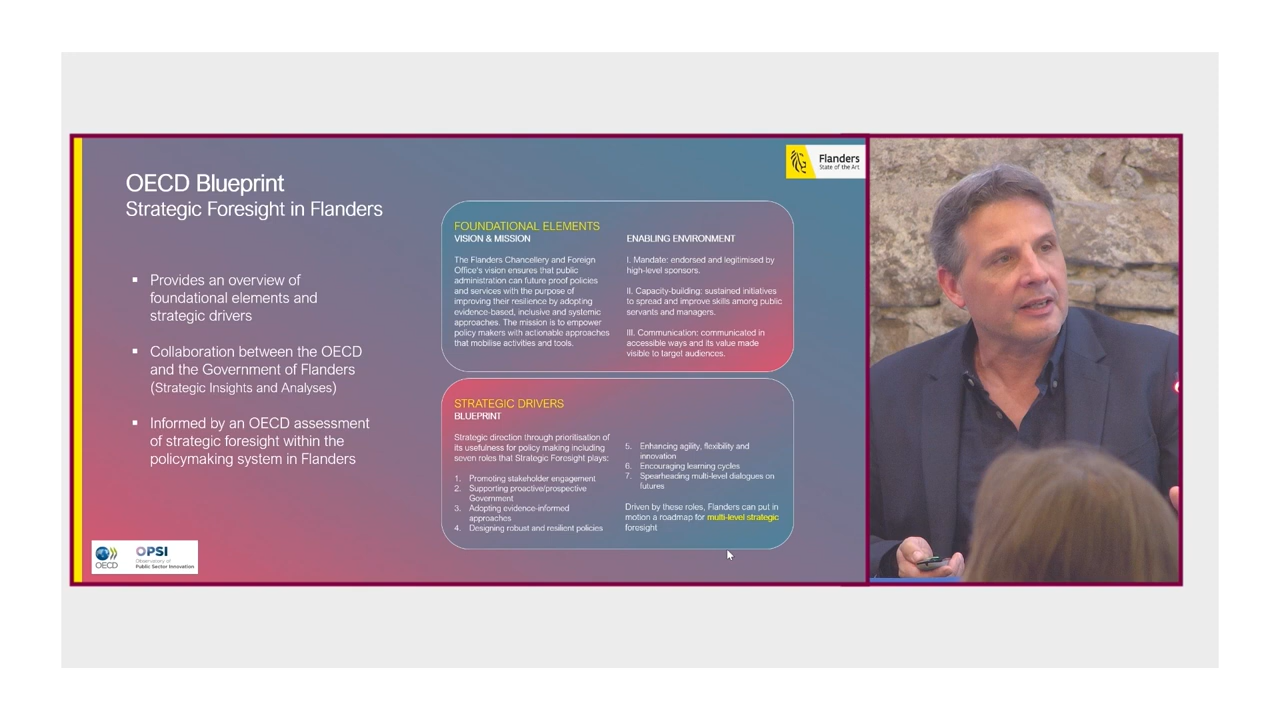 OECD Blueprint
Strategic Foresight in Flanders
▪ Provides an overview of
foundational elements and
strategic drivers
▪ Collaboration between the OECD
and the Government of Flanders
(Strategic Insights and Analyses)
▪ Informed by an OECD assessment
of strategic foresight within the
policymaking system in Flanders
OECD
OPSI
Observatory of
Public Sector Innovation
Flanders
State of the Art
FOUNDATIONAL ELEMENTS
VISION & MISSION
The Flanders Chancellery and Foreign
Office's vision ensures that public
administration can future proof policies
and services with the purpose of
improving their resilience by adopting
evidence-based, inclusive and systemic
approaches. The mission is to empower
policy makers with actionable approaches
that mobilise activities and tools.
ENABLING ENVIRONMENT
I. Mandate: endorsed and legitimised by
high-level sponsors.
II. Capacity-building: sustained initiatives
to spread and improve skills among public
servants and managers.
III. Communication: communicated in
accessible ways and its value made
visible to target audiences.
STRATEGIC DRIVERS
BLUEPRINT
Strategic direction through prioritisation of
its usefulness for policy making including
seven roles that Strategic Foresight plays:
1. Promoting stakeholder engagement
2. Supporting proactive/prospective
Government
3. Adopting evidence-informed
approaches
4. Designing robust and resilient policies
5. Enhancing agility, flexibility and
innovation
6. Encouraging learning cycles
7. Spearheading multi-level dialogues on
futures
Driven by these roles, Flanders can put in
motion a roadmap for multi-level strategic
foresight